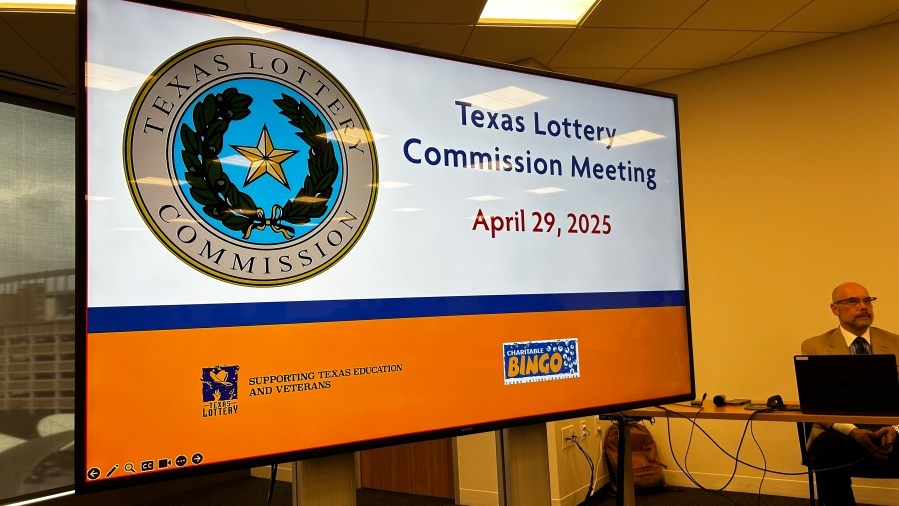 TEXAS LOTTERY
COMMISSION
Texas Lottery
Commission Meeting
April 29, 2025
TEXAS
LOTTERY
SUPPORTING TEXAS EDUCATION
AND VETERANS
CHARITABLE
BINGO
CC